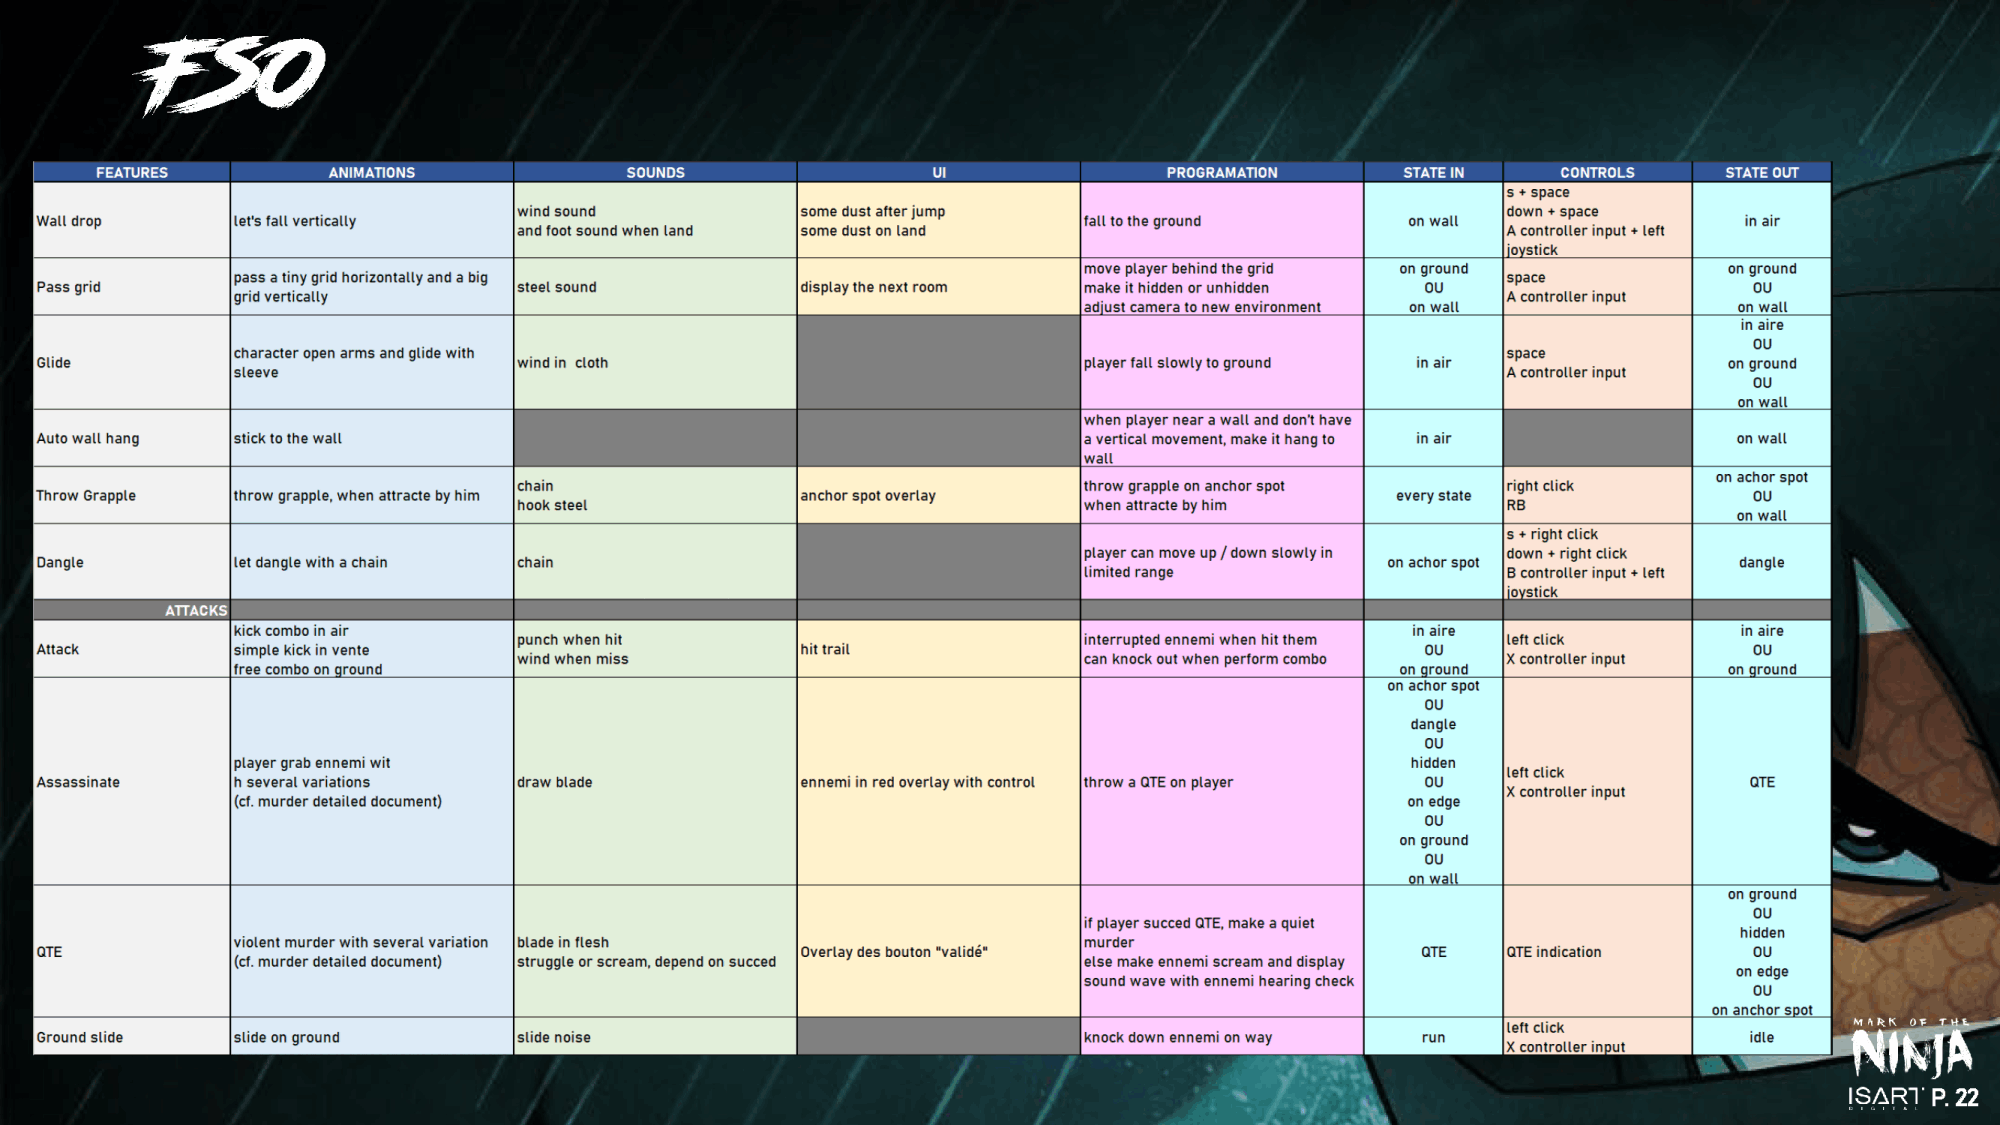 FSO
FEATURES ANIMATIONS SOUNDS UI PROGRAMATION STATE IN CONTROLS STATE OUT
Wall drop
let's fall vertically
wind sound
and foot sound when land
some dust after jump
some dust on land
fall to the ground
on wall
s + space
down + space
A controller input + left
joystick
in air
Pass grid
pass a tiny grid horizontally and a big
grid vertically
steel sound
display the next room
move player behind the grid
make it hidden or unhidden
adjust camera to new environment
on ground
OU
on wall
space
A controller input
on ground
OU
on wall
Glide
character open arms and glide with
sleeve
wind in cloth
player fall slowly to ground
in air
space
A controller input
in aire
OU
on ground
OU
on wall
Auto wall hang
stick to the wall
when player near a wall and don't have
a vertical movement, make it hang to
wall
in air
on wall
Throw Grapple
throw grapple, when attracte by him
chain
hook steel
anchor spot overlay
throw grapple on anchor spot
when attracte by him
every state
right click
RB
on achor spot
OU
on wall
Dangle
let dangle with a chain
chain
player can move up / down slowly in
limited range
on achor spot
s + right click
down + right click
B controller input + left
joystick
dangle
ATTACKS
Attack
kick combo in air
simple kick in vente
free combo on ground
punch when hit
wind when miss
hit trail
interrupted ennemi when hit them
can knock out when perform combo
in aire
OU
on ground
left click
X controller input
in aire
OU
on ground
Assassinate
player grab ennemi wit
h several variations
(cf. murder detailed document)
draw blade
ennemi in red overlay with control
throw a QTE on player
on achor spot
OU
dangle
OU
hidden
OU
on edge
OU
on ground
OU
on wall
left click
X controller input
QTE
QTE
violent murder with several variation
(cf. murder detailed document)
blade in flesh
struggle or scream, depend on succed
Overlay des bouton "validé"
if player succed QTE, make a quiet
murder
else make ennemi scream and display
sound wave with ennemi hearing check
QTE
QTE indication
on ground
OU
hidden
OU
on edge
OU
on anchor spot
Ground slide
slide on ground
slide noise
knock down ennemi on way
run
left click
X controller input
idle
MARK OF THE
NINJA
ISART P. 22
DIGITAL